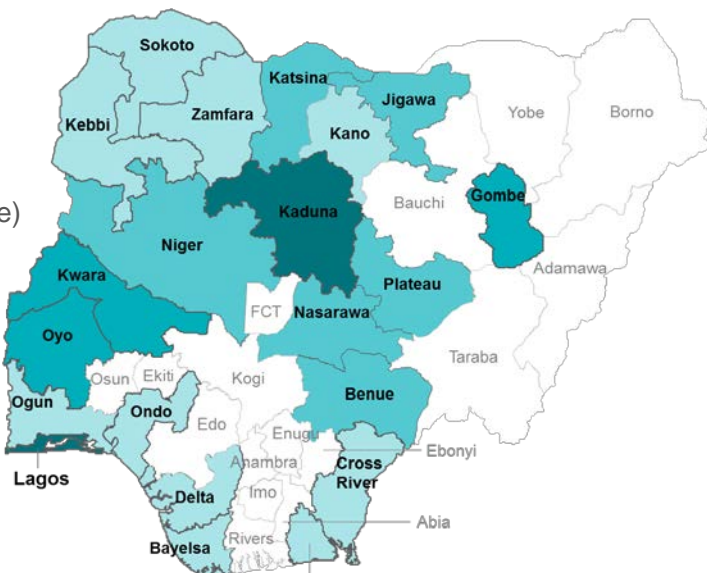 Sokoto
Katsina
Jigawa
Yobe
Borno
Kebbi
Zamfara
Kano
Gombe
Bauchi
Kaduna
e)
Niger
Adamawa
Kwara
Plateau
FCT
Nasarawa
Oyo
Taraba
Osun
Ekiti
Kogi
Benue
Ogun
Ondo
Edo
Enugu
Ebonyi
Anambra
Cross
River
Lagos
Imo
Delta
Abia
Bayelsa
Rivers